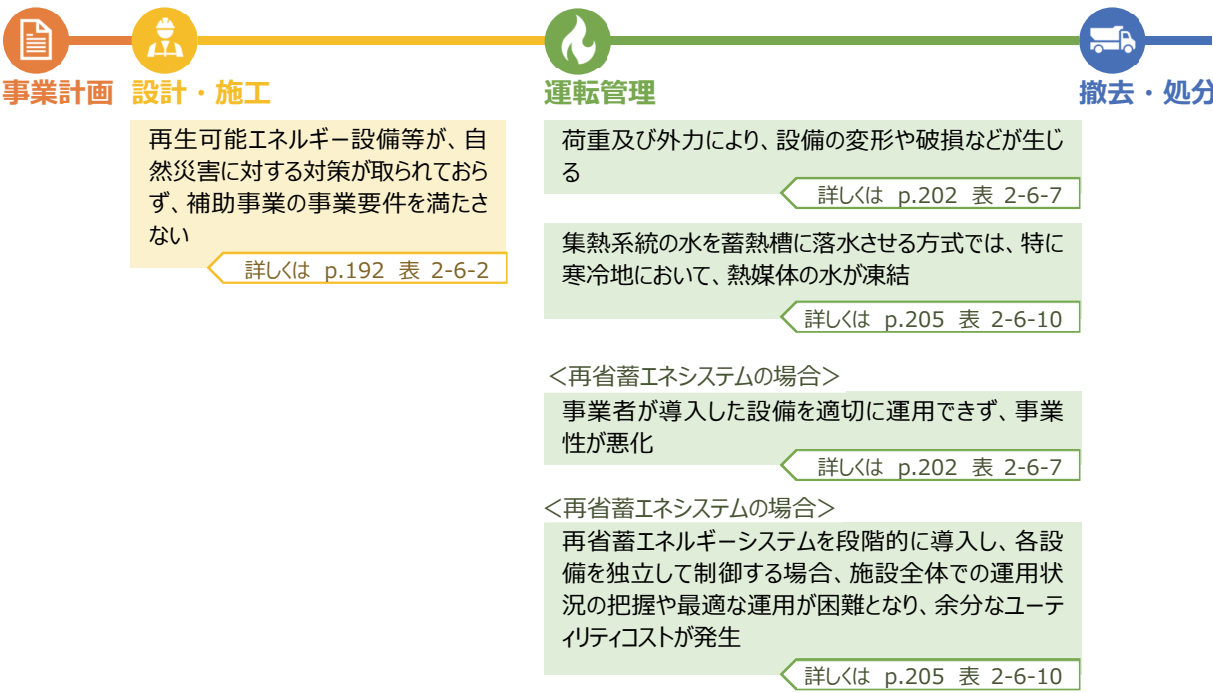 事業計画 設計・施工 運転管理 撤去・処分
再生可能エネルギー設備等が、自
然災害に対する対策が取られておら
ず、補助事業の事業要件を満たさ
ない
詳しくは p.192 表 2-6-2
荷重及び外力により、設備の変形や破損などが生じ
る
詳しくは p.202 表 2-6-7
集熱系統の水を蓄熱槽に落水させる方式では、特に
寒冷地において、熱媒体の水が凍結
詳しくは p.205 表 2-6-10
＜再省蓄エネシステムの場合＞
事業者が導入した設備を適切に運用できず、事業
性が悪化
詳しくは p.202 表 2-6-7
＜再省蓄エネシステムの場合＞
再省蓄エネルギーシステムを段階的に導入し、各設
備を独立して制御する場合、施設全体での運用状
況の把握や最適な運用が困難となり、余分なユーテ
ィリティコストが発生
詳しくは p.205 表 2-6-10